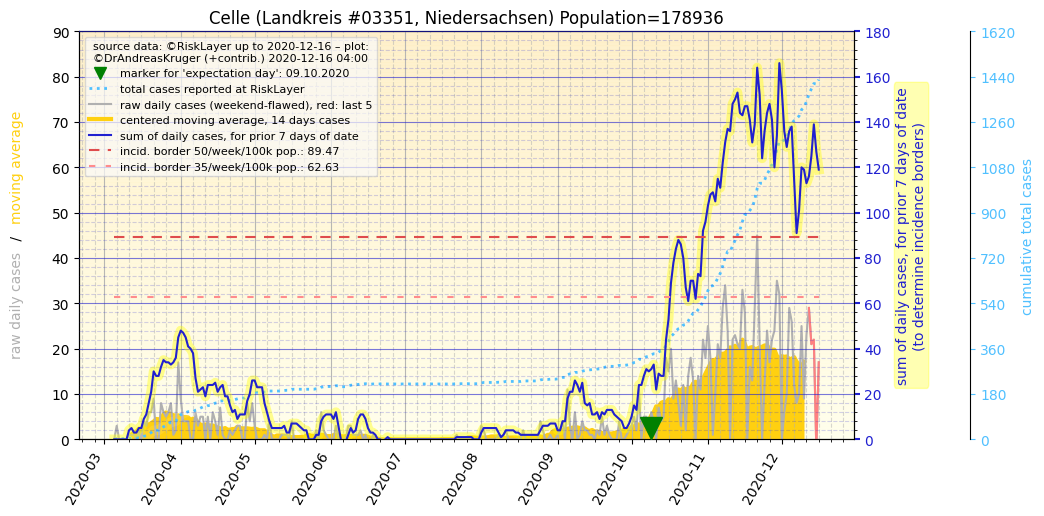 Celle (Landkreis #03351, Niedersachsen) Population=178936
source data: ©RiskLayer up to 2020-12-16 – plot:
©DrAndreasKruger (+contrib.) 2020-12-16 04:00
marker for 'expectation day': 09.10.2020
total cases reported at RiskLayer
raw daily cases (weekend-flawed), red: last 5
centered moving average, 14 days cases
sum of daily cases, for prior 7 days of date
incid. border 50/week/100k pop.: 89.47
incid. border 35/week/100k pop.: 62.63
raw daily cases / moving average
90
80
70
60
50
40
30
20
10
0
2020-03
2020-04
2020-05
2020-06
2020-07
2020-08
2020-09
2020-10
2020-11
2020-12
180
160
140
120
100
80
60
40
20
0
sum of daily cases, for prior 7 days of date
(to determine incidence borders)
1620
1440
1260
1080
900
720
540
360
180
0
cumulative total cases